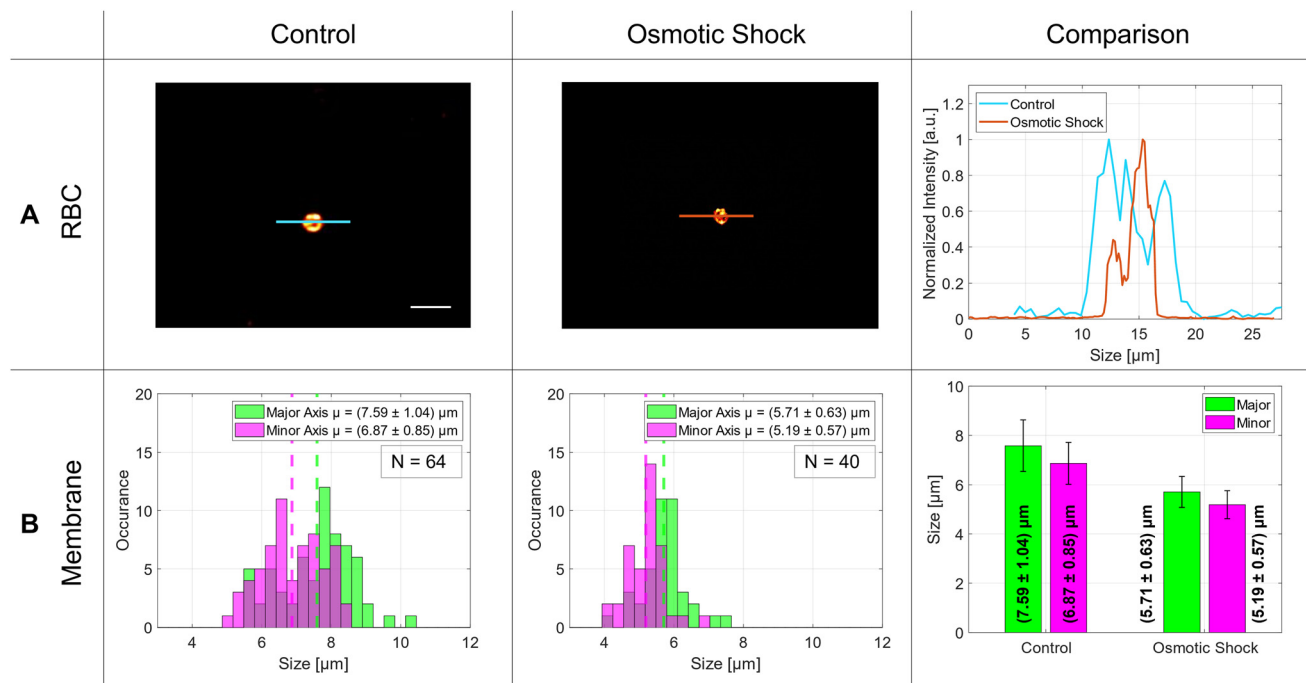 Control
Osmotic Shock
Comparison
A
RBC
Control
Osmotic Shock
Normalized Intensity [a.u.]
0
0.2
0.4
0.6
0.8
1
1.2
0 5 10 15 20 25
Size [µm]
B
Membrane
Major Axis µ = (7.59 ± 1.04) µm
Minor Axis µ = (6.87 ± 0.85) µm
N = 64
Occurance
0
5
10
15
20
4 6 8 10 12
Size [µm]
Major Axis µ = (5.71 ± 0.63) µm
Minor Axis µ = (5.19 ± 0.57) µm
N = 40
Occurance
0
5
10
15
20
4 6 8 10 12
Size [µm]
Major
Minor
Size [µm]
0
2
4
6
8
10
(7.59 ± 1.04) µm
(6.87 ± 0.85) µm
(5.71 ± 0.63) µm
(5.19 ± 0.57) µm
Control
Osmotic Shock